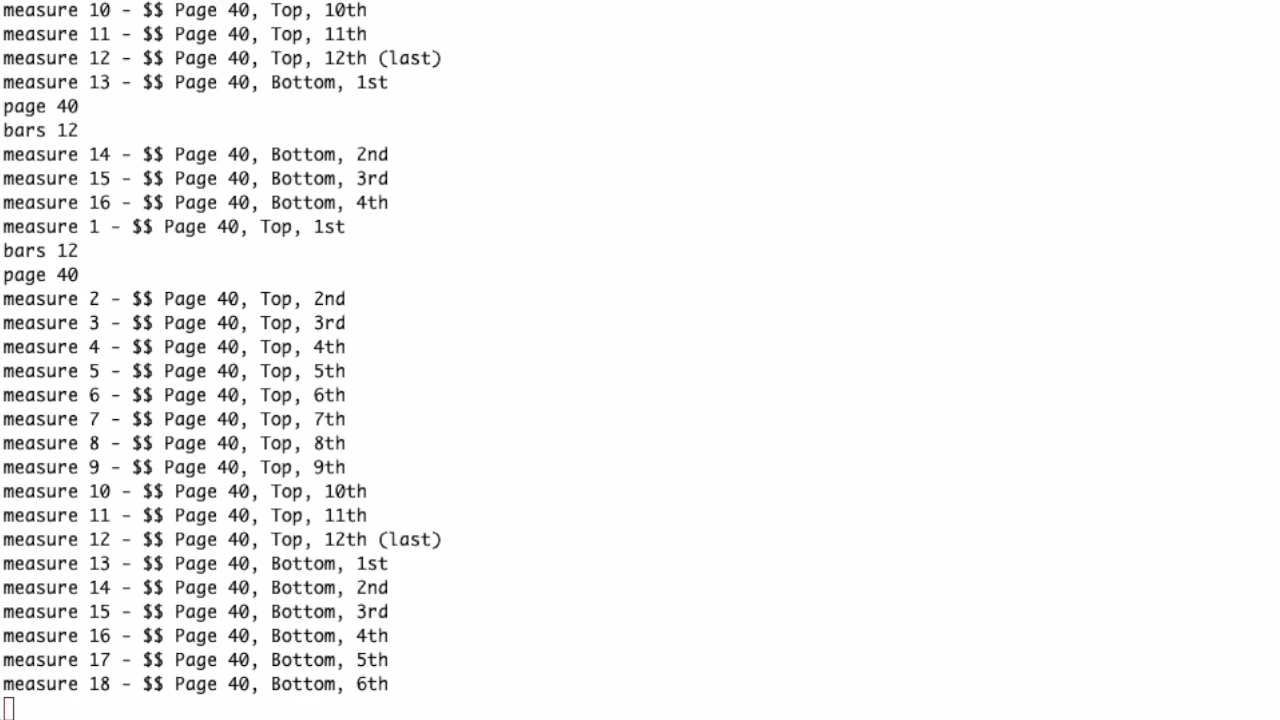 measure 10 - $$ Page 40, Top, 10th
measure 11 - $$ Page 40, Top, 11th
measure 12 - $$ Page 40, Top, 12th (last)
measure 13 - $$ Page 40, Bottom, 1st
page 40
bars 12
measure 14 - $$ Page 40, Bottom, 2nd
measure 15 - $$ Page 40, Bottom, 3rd
measure 16 - $$ Page 40, Bottom, 4th
measure 1 - $$ Page 40, Top, 1st
bars 12
page 40
measure 2 - $$ Page 40, Top, 2nd
measure 3 - $$ Page 40, Top, 3rd
measure 4 - $$ Page 40, Top, 4th
measure 5 - $$ Page 40, Top, 5th
measure 6 - $$ Page 40, Top, 6th
measure 7 - $$ Page 40, Top, 7th
measure 8 - $$ Page 40, Top, 8th
measure 9 - $$ Page 40, Top, 9th
measure 10 - $$ Page 40, Top, 10th
measure 11 - $$ Page 40, Top, 11th
measure 12 - $$ Page 40, Top, 12th (last)
measure 13 - $$ Page 40, Bottom, 1st
measure 14 - $$ Page 40, Bottom, 2nd
measure 15 - $$ Page 40, Bottom, 3rd
measure 16 - $$ Page 40, Bottom, 4th
measure 17 - $$ Page 40, Bottom, 5th
measure 18 - $$ Page 40, Bottom, 6th